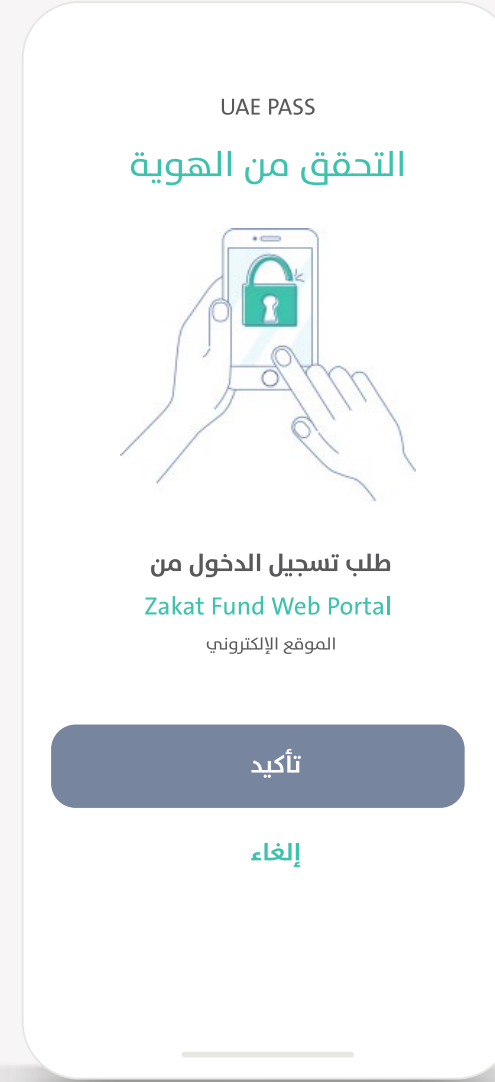 UAE PASS
التحقق من الهوية
طلب تسجيل الدخول من
Zakat Fund Web Portal
الموقع الإلكتروني
تأكيد
إلغاء